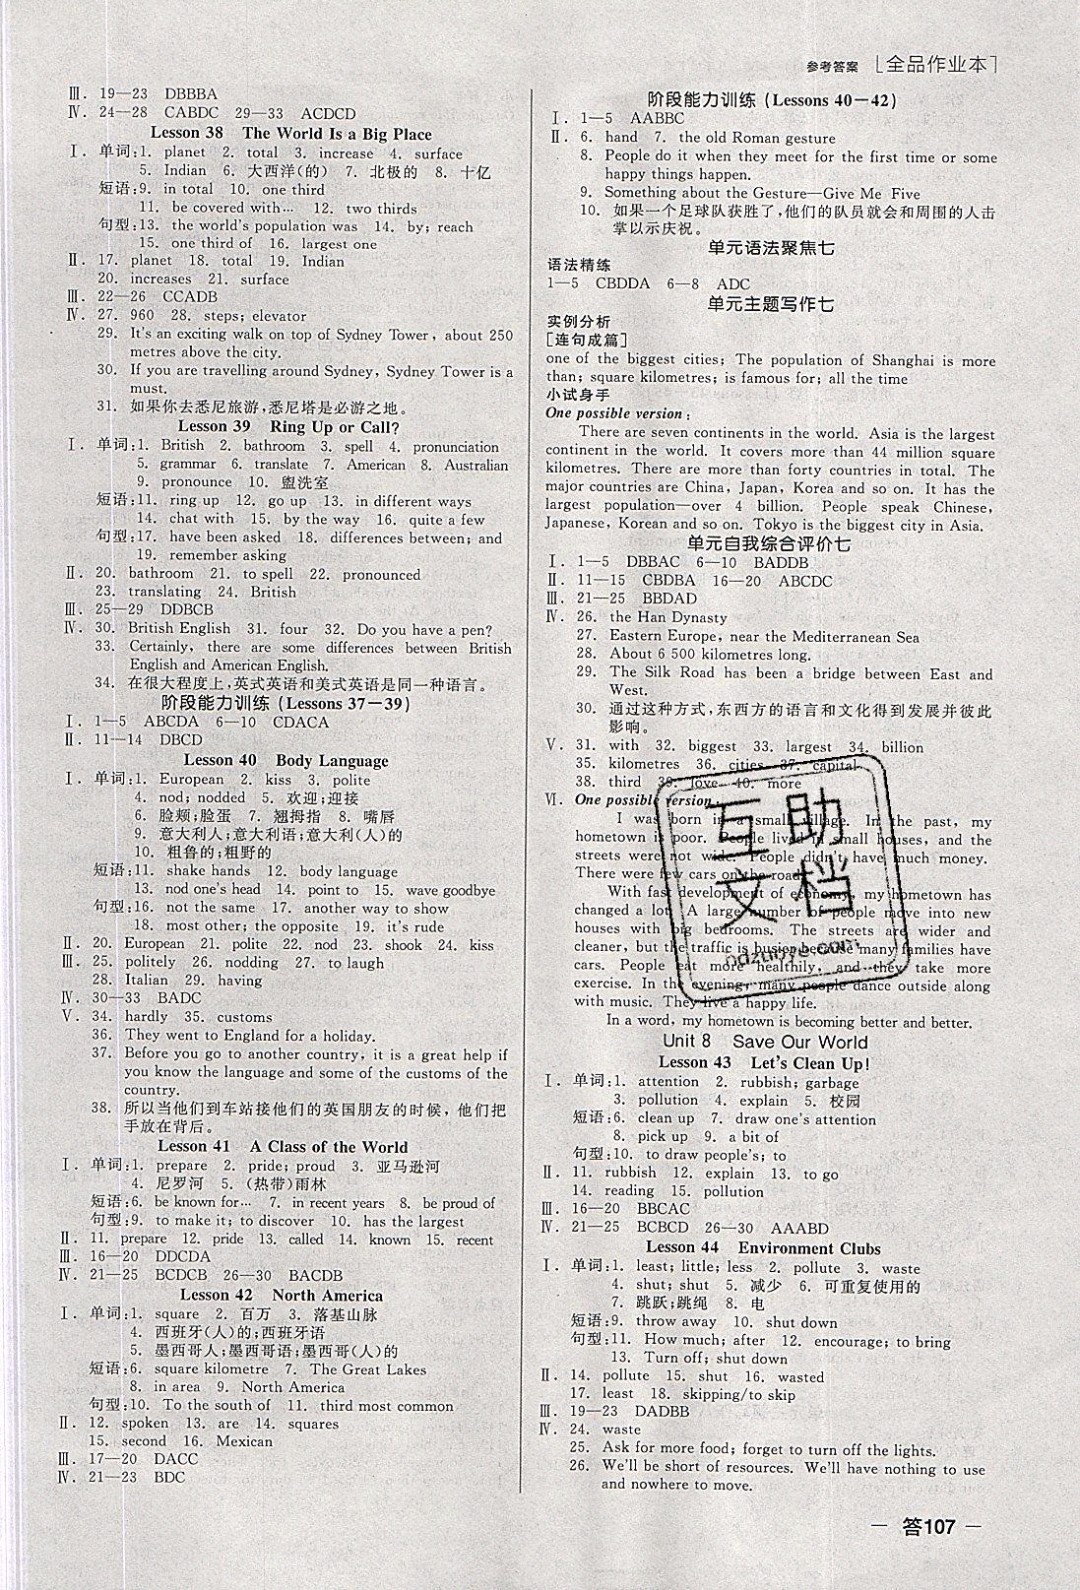 参考答案 [全品作业本]
Ⅲ. 19—23 DBBBA
Ⅳ. 24—28 CABDC 29—33 ACDCD
Lesson 38 The World Is a Big Place
Ⅰ. 单词:1. planet 2. total 3. increase 4. surface
5. Indian 6. 大西洋(的) 7. 北极的 8. 十亿
短语:9. in total 10. one third
11. be covered with… 12. two thirds
句型:13. the world's population was 14. by; reach
15. one third of 16. largest one
Ⅱ. 17. planet 18. total 19. Indian
20. increases 21. surface
Ⅲ. 22—26 CCADB
Ⅳ. 27. 960 28. steps; elevator
29. It's an exciting walk on top of Sydney Tower, about 250
metres above the city.
30. If you are travelling around Sydney, Sydney Tower is a
must.
31. 如果你去悉尼旅游,悉尼塔是必游之地。
Lesson 39 Ring Up or Call?
Ⅰ. 单词:1. British 2. bathroom 3. spell 4. pronunciation
5. grammar 6. translate 7. American 8. Australian
9. pronounce 10. 盥洗室
短语:11. ring up 12. go up 13. in different ways
14. chat with 15. by the way 16. quite a few
句型:17. have been asked 18. differences between; and
19. remember asking
Ⅱ. 20. bathroom 21. to spell 22. pronounced
23. translating 24. British
Ⅲ. 25—29 DDBCB
Ⅳ. 30. British English 31. four 32. Do you have a pen?
33. Certainly, there are some differences between British
English and American English.
34. 在很大程度上,英式英语和美式英语是同一种语言。
阶段能力训练(Lessons 37—39)
Ⅰ. 1—5 ABCDA 6—10 CDACA
Ⅱ. 11—14 DBCD
Lesson 40 Body Language
Ⅰ. 单词:1. European 2. kiss 3. polite
4. nod; nodded 5. 欢迎;迎接
6. 脸颊;脸蛋 7. 翘拇指 8. 嘴唇
9. 意大利人;意大利语;意大利(人)的
10. 粗鲁的;粗野的
短语:11. shake hands 12. body language
13. nod one's head 14. point to 15. wave goodbye
句型:16. not the same 17. another way to show
18. most other; the opposite 19. it's rude
Ⅱ. 20. European 21. polite 22. nod 23. shook 24. kiss
Ⅲ. 25. politely 26. nodding 27. to laugh
28. Italian 29. having
Ⅳ. 30—33 BADC
Ⅴ. 34. hardly 35. customs
36. They went to England for a holiday.
37. Before you go to another country, it is a great help if
you know the language and some of the customs of the
country.
38. 所以当他们到车站接他们的英国朋友的时候,他们把
手放在背后。
Lesson 41 A Class of the World
Ⅰ. 单词:1. prepare 2. pride; proud 3. 亚马逊河
4. 尼罗河 5. (热带)雨林
短语:6. be known for… 7. in recent years 8. be proud of
句型:9. to make it; to discover 10. has the largest
Ⅱ. 11. prepare 12. pride 13. called 14. known 15. recent
Ⅲ. 16—20 DDCDA
Ⅳ. 21—25 BCDCB 26—30 BACDB
Lesson 42 North America
Ⅰ. 单词:1. square 2. 百万 3. 落基山脉
4. 西班牙(人)的;西班牙语
5. 墨西哥人;墨西哥语;墨西哥(人)的
短语:6. square kilometre 7. The Great Lakes
8. in area 9. North America
句型:10. To the south of 11. third most common
Ⅱ. 12. spoken 13. are 14. squares
15. second 16. Mexican
Ⅲ. 17—20 DACC
Ⅳ. 21—23 BDC
阶段能力训练(Lessons 40—42)
Ⅰ. 1—5 AABBC
Ⅱ. 6. hand 7. the old Roman gesture
8. People do it when they meet for the first time or some
happy things happen.
9. Something about the Gesture—Give Me Five
10. 如果一个足球队获胜了,他们的队员就会和周围的人击
掌以示庆祝。
单元语法聚焦七
语法精练
1—5 CBDDA 6—8 ADC
单元主题写作七
实例分析
[连句成篇]
one of the biggest cities; The population of Shanghai is more
than; square kilometres; is famous for; all the time
小试身手
One possible version:
There are seven continents in the world. Asia is the largest
continent in the world. It covers more than 44 million square
kilometres. There are more than forty countries in total. The
major countries are China, Japan, Korea and so on. It has the
largest population—over 4 billion. People speak Chinese,
Japanese, Korean and so on. Tokyo is the biggest city in Asia.
单元自我综合评价七
Ⅰ. 1—5 DBBAC 6—10 BADDB
Ⅱ. 11—15 CBDBA 16—20 ABCDC
Ⅲ. 21—25 BBDAD
Ⅳ. 26. the Han Dynasty
27. Eastern Europe, near the Mediterranean Sea
28. About 6 500 kilometres long.
29. The Silk Road has been a bridge between East and
West.
30. 通过这种方式,东西方的语言和文化得到发展并彼此
影响。
Ⅴ. 31. with 32. biggest 33. largest 34. billion
35. kilometres 36. cities 37. capital
38. third 39. love 40. more
Ⅵ. One possible version:
I was born in a small village. In the past, my
hometown is poor. People lived in small houses, and the
streets were not wide. People didn't have much money.
There were few cars on the road.
With fast development of economy, my hometown has
changed a lot. A large number of people move into new
houses with big bedrooms. The streets are wider and
cleaner, but the traffic is busier because many families have
cars. People eat more healthily, and they take more
exercise. In the evening, many people dance outside along
with music. They live a happy life.
In a word, my hometown is becoming better and better.
Unit 8 Save Our World
Lesson 43 Let's Clean Up!
Ⅰ. 单词:1. attention 2. rubbish; garbage
3. pollution 4. explain 5. 校园
短语:6. clean up 7. draw one's attention
8. pick up 9. a bit of
句型:10. to draw people's; to
Ⅱ. 11. rubbish 12. explain 13. to go
14. reading 15. pollution
Ⅲ. 16—20 BBCAC
Ⅳ. 21—25 BCBCD 26—30 AAABD
Lesson 44 Environment Clubs
Ⅰ. 单词:1. least; little; less 2. pollute 3. waste
4. shut; shut 5. 减少 6. 可重复使用的
7. 跳跃;跳绳 8. 电
短语:9. throw away 10. shut down
句型:11. How much; after 12. encourage; to bring
13. Turn off; shut down
Ⅱ. 14. pollute 15. shut 16. wasted
17. least 18. skipping/to skip
Ⅲ. 19—23 DADBB
Ⅳ. 24. waste
25. Ask for more food; forget to turn off the lights.
26. We'll be short of resources. We'll have nothing to use
and nowhere to move.
— 答107 —
互助
文档